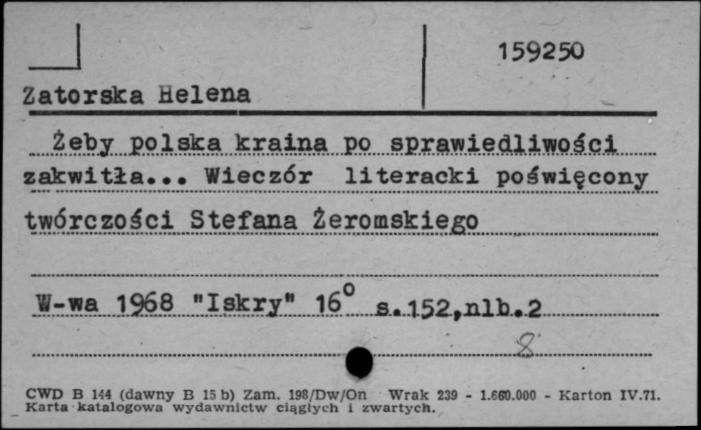 159250
Zatorska Helena
Żeby polska kraina po sprawiedliwości
zakwitła... Wieczór literacki poświęcony
twórczości Stefana Żeromskiego
W-wa 1968 "Iskry" 16° s.152,nlb.2
8
CWD B 144 (dawny B 15 b) Zam. 198/Dw/On Wrak 239 - 1.660.000 - Karton IV.71.
Karta katalogowa wydawnictw ciągłych i zwartych.